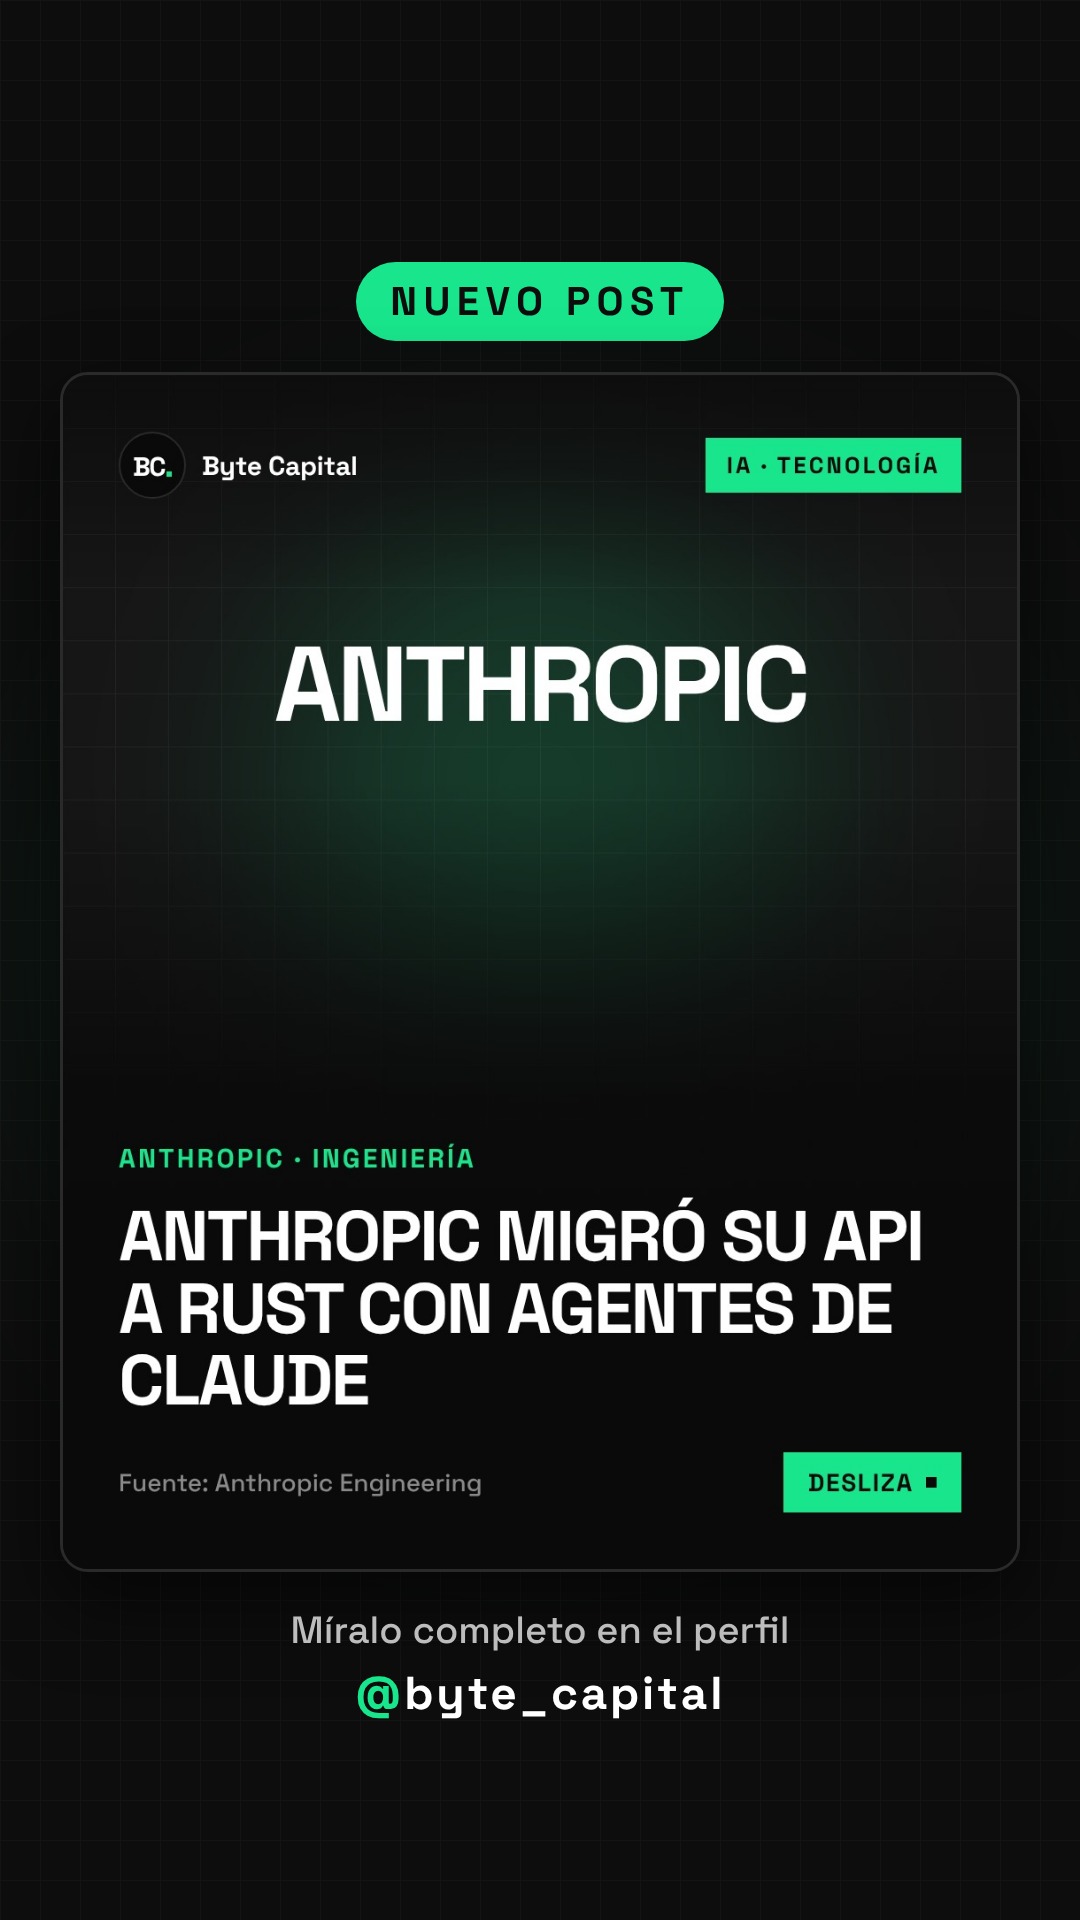 NUEVO POST
BC.
Byte Capital
IA · TECNOLOGÍA
ANTHROPIC
ANTHROPIC · INGENIERÍA
ANTHROPIC MIGRÓ SU API
A RUST CON AGENTES DE
CLAUDE
Fuente: Anthropic Engineering
DESLIZA
Míralo completo en el perfil
@byte_capital